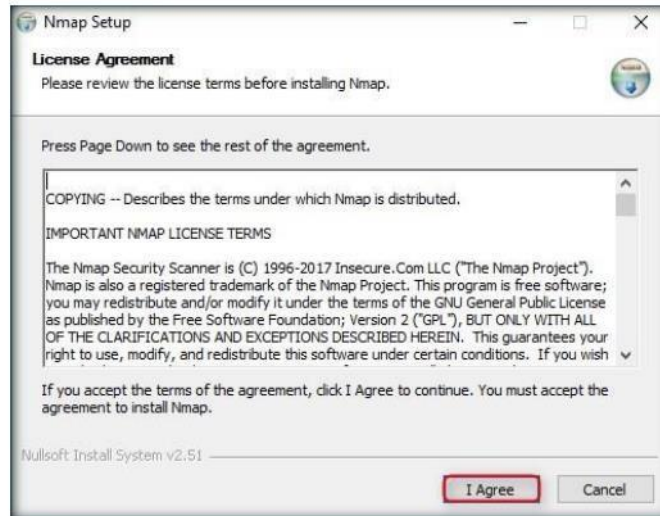 Nmap Setup
License Agreement
Please review the license terms before installing Nmap.
Press Page Down to see the rest of the agreement.
COPYING -- Describes the terms under which Nmap is distributed.
IMPORTANT NMAP LICENSE TERMS
The Nmap Security Scanner is (C) 1996-2017 Insecure.Com LLC ("The Nmap Project").
Nmap is also a registered trademark of the Nmap Project. This program is free software;
you may redistribute and/or modify it under the terms of the GNU General Public License
as published by the Free Software Foundation; Version 2 ("GPL"), BUT ONLY WITH ALL
OF THE CLARIFICATIONS AND EXCEPTIONS DESCRIBED HEREIN. This guarantees your
right to use, modify, and redistribute this software under certain conditions. If you wish
If you accept the terms of the agreement, click I Agree to continue. You must accept the
agreement to install Nmap.
Nullsoft Install System v2.51
I Agree
Cancel